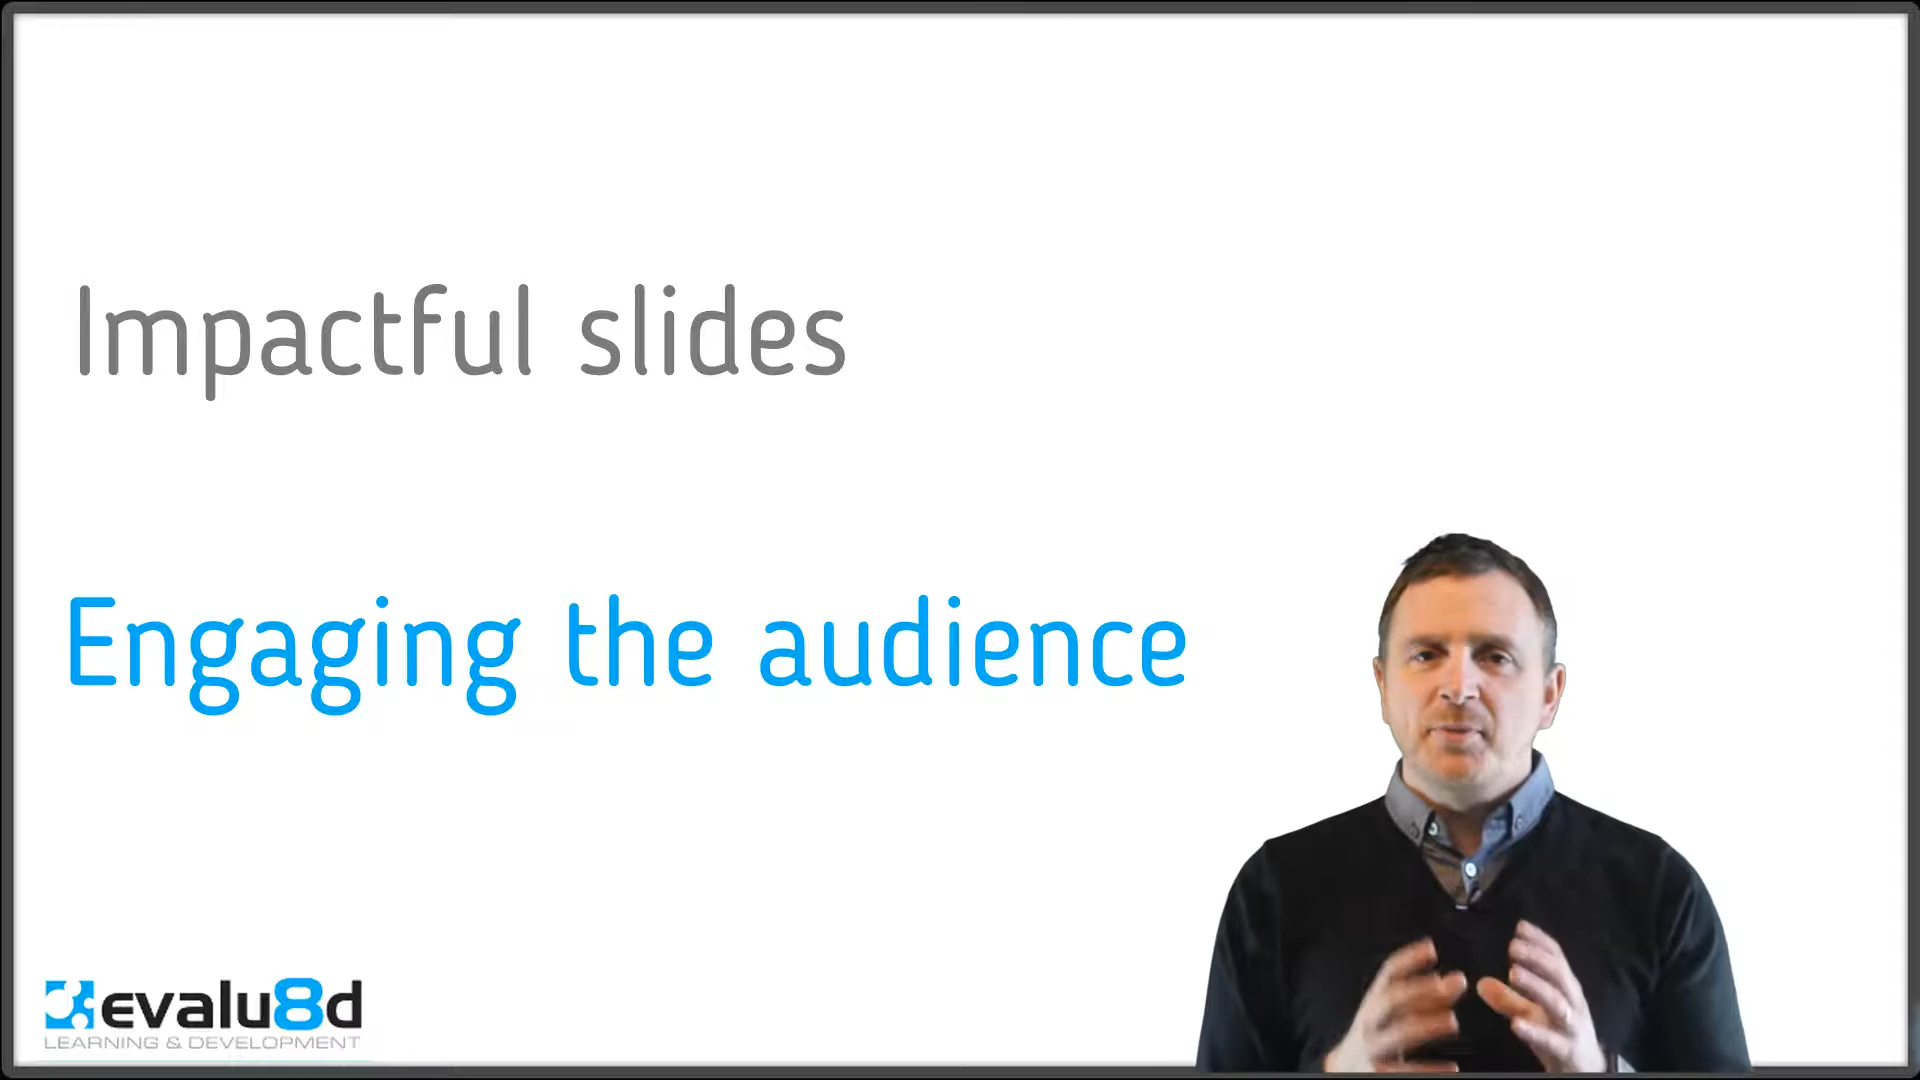 Impactful slides
Engaging the audience
evalu8d
LEARNING & DEVELOPMENT